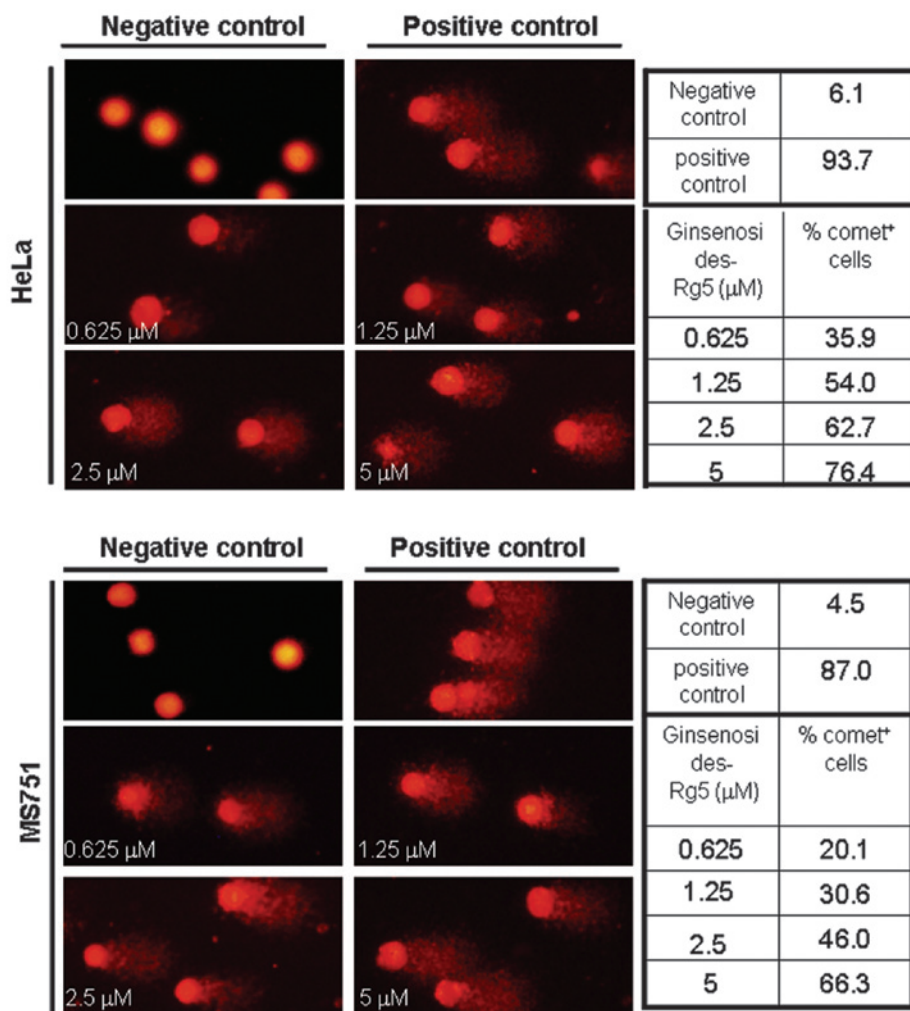 Negative control
Positive control
HeLa
0.625 µM
1.25 µM
2.5 µM
5 µM
Negative
control
6.1
positive
control
93.7
Ginsenosi
des-
Rg5 (µM)
% comet⁺
cells
0.625
35.9
1.25
54.0
2.5
62.7
5
76.4
Negative control
Positive control
MS751
0.625 µM
1.25 µM
2.5 µM
5 µM
Negative
control
4.5
positive
control
87.0
Ginsenosi
des-
Rg5 (µM)
% comet⁺
cells
0.625
20.1
1.25
30.6
2.5
46.0
5
66.3